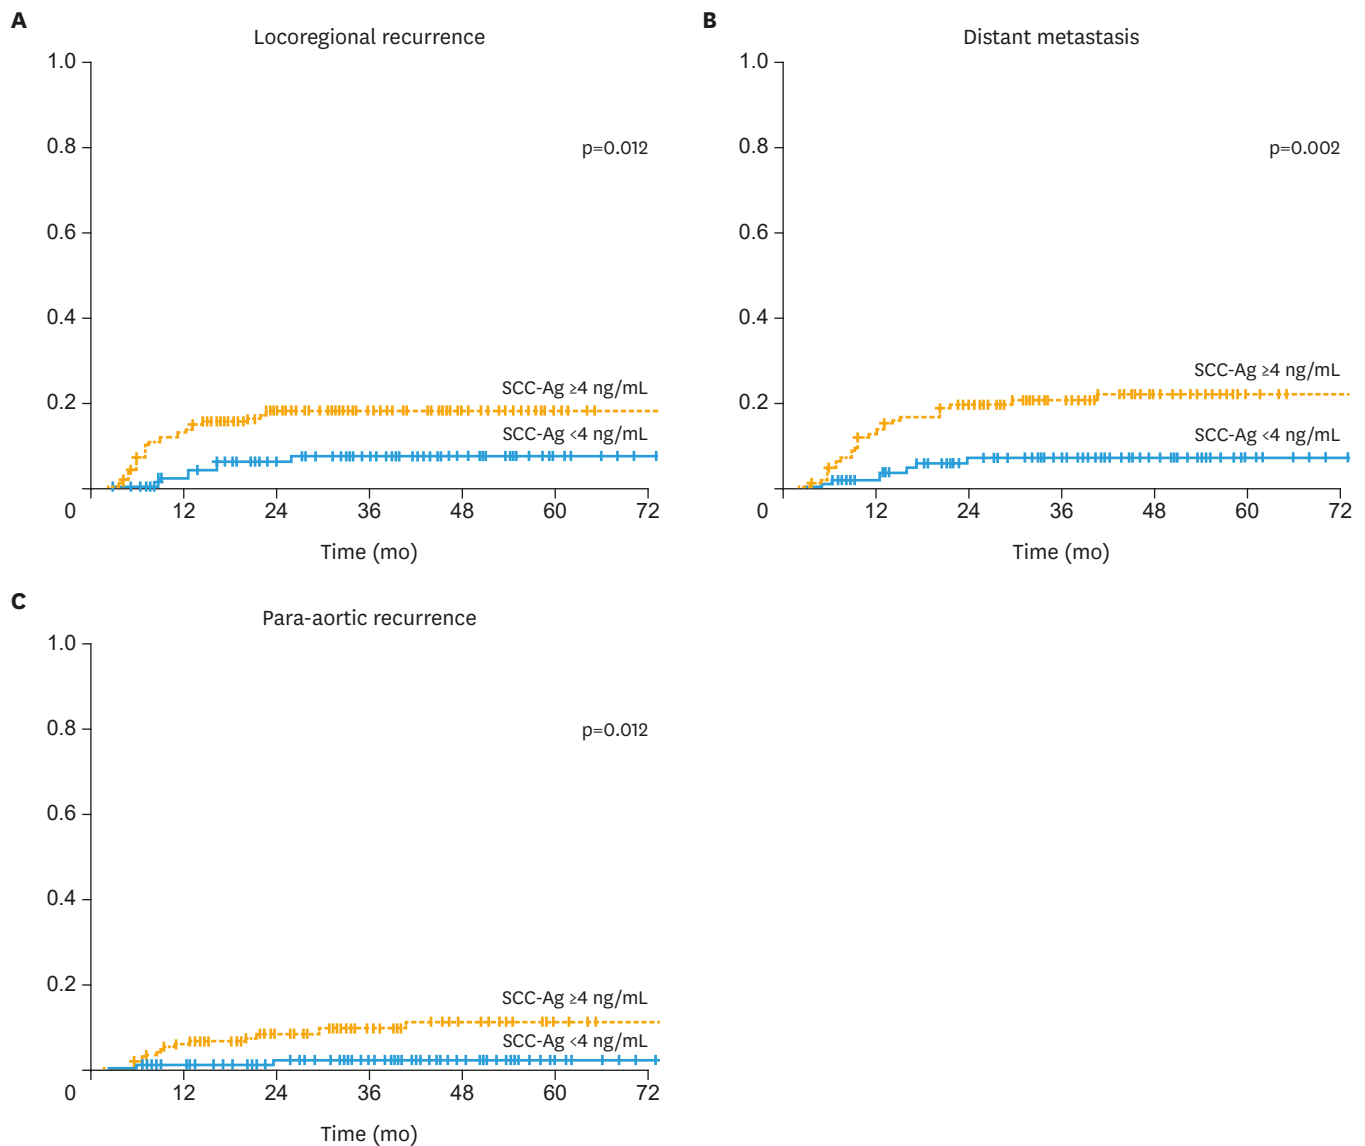 A
Locoregional recurrence
1.0
0.8
0.6
0.4
0.2
p=0.012
SCC-Ag ≥4 ng/mL
SCC-Ag <4 ng/mL
0 12 24 36 48 60 72
Time (mo)
B
Distant metastasis
1.0
0.8
0.6
0.4
0.2
p=0.002
SCC-Ag ≥4 ng/mL
SCC-Ag <4 ng/mL
0 12 24 36 48 60 72
Time (mo)
C
Para-aortic recurrence
1.0
0.8
0.6
0.4
0.2
p=0.012
SCC-Ag ≥4 ng/mL
SCC-Ag <4 ng/mL
0 12 24 36 48 60 72
Time (mo)